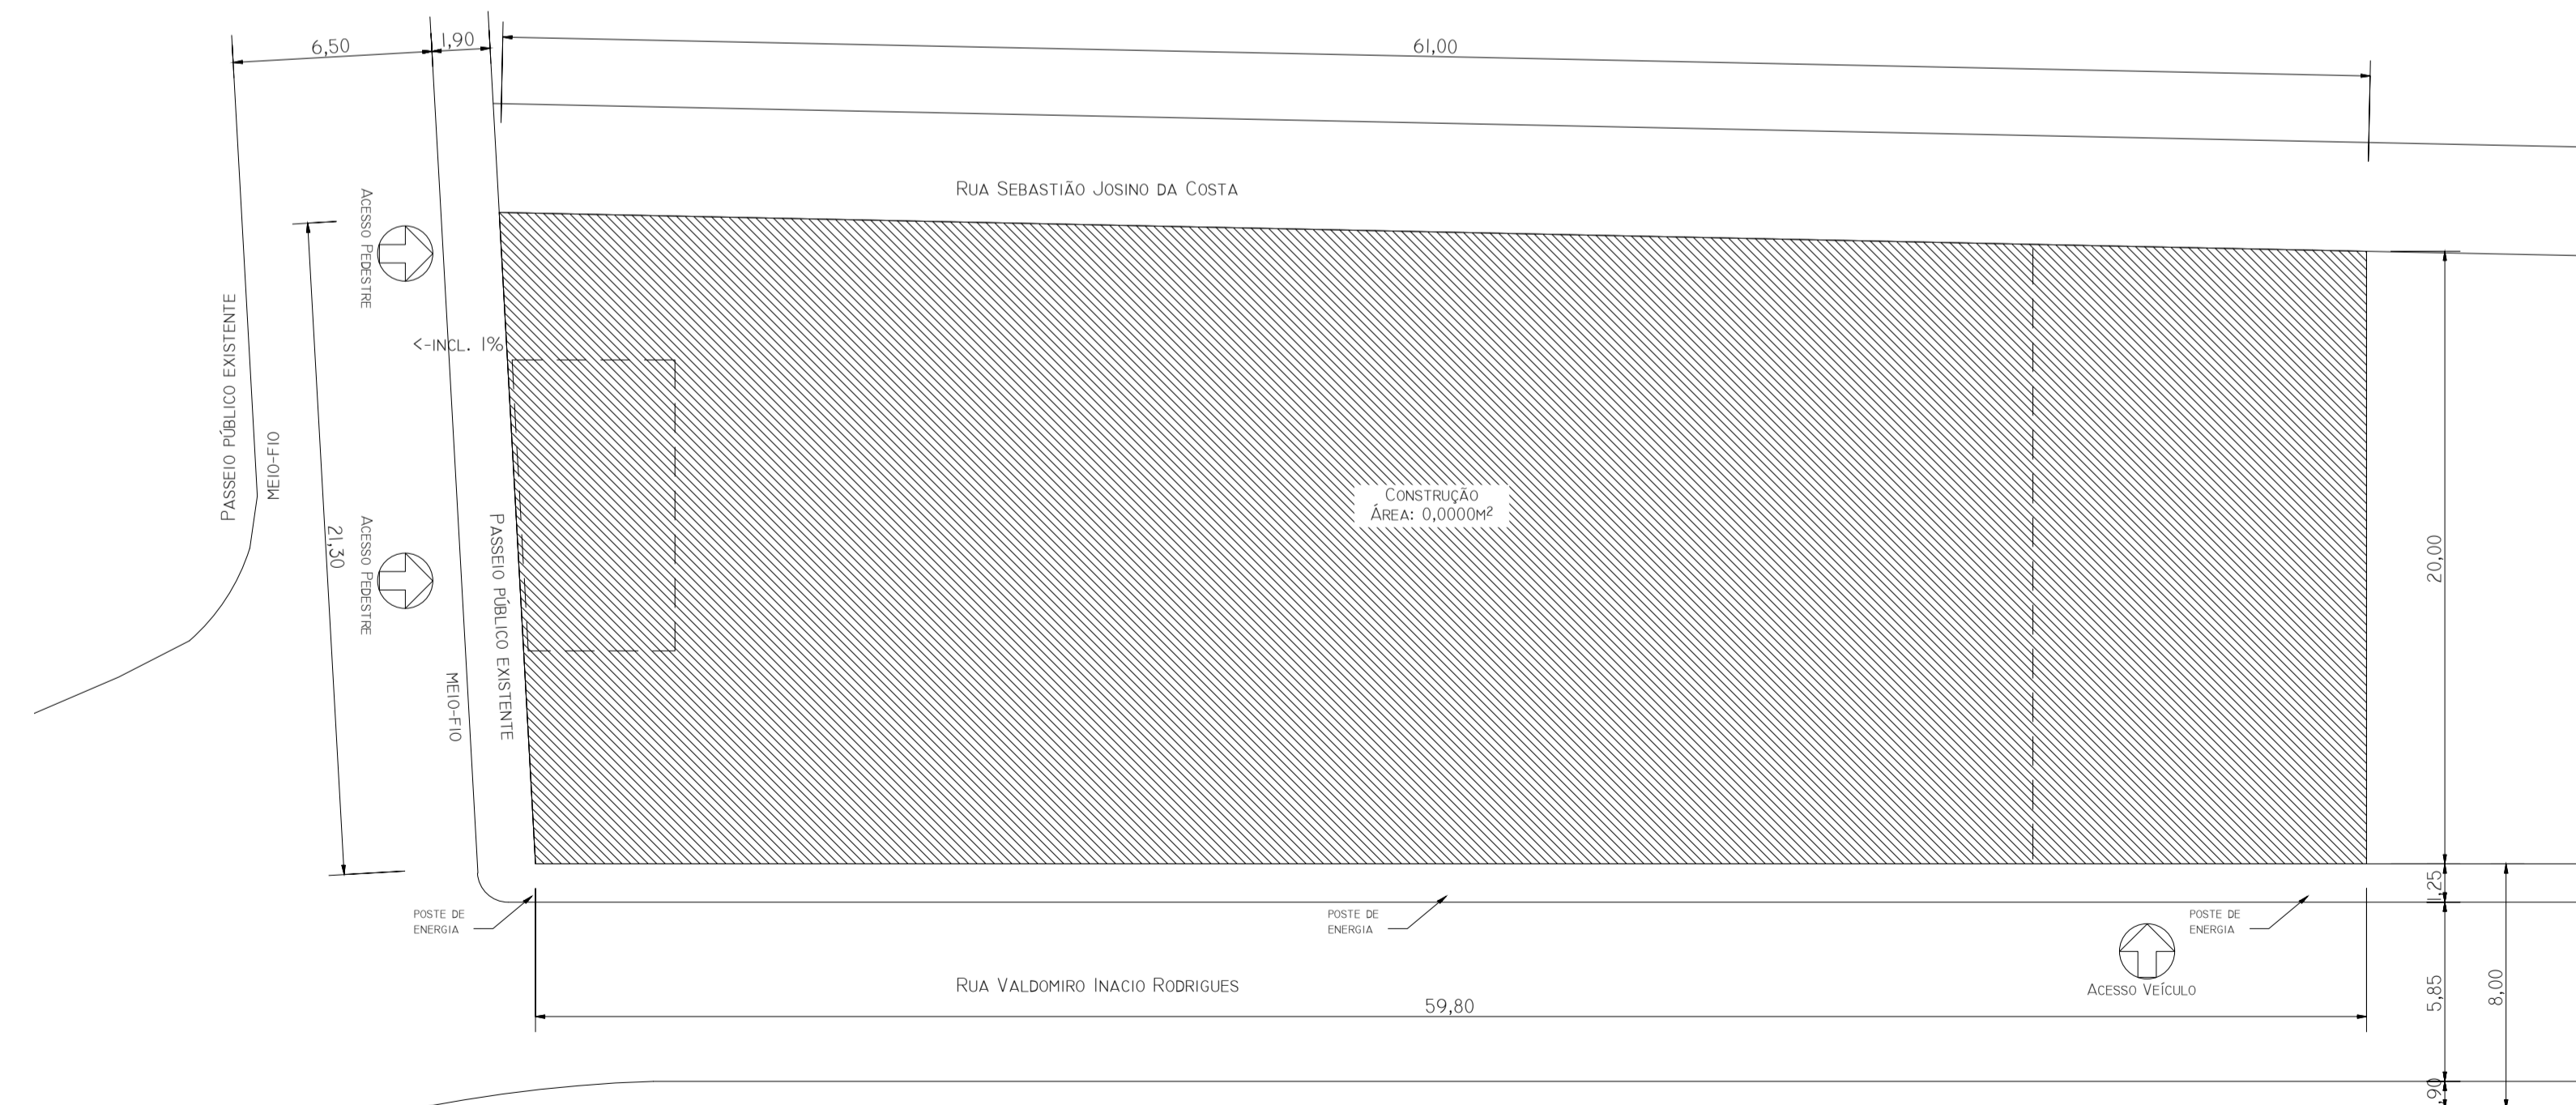 6,50
1,90
61,00
RUA SEBASTIÃO JOSINO DA COSTA
ACESSO PEDESTRE
<-INCL. 1%
PASSEIO PÚBLICO EXISTENTE
MEIO-FIO
21,30
ACESSO PEDESTRE
PASSEIO PÚBLICO EXISTENTE
MEIO-FIO
CONSTRUÇÃO
ÁREA: 0,0000M²
20,00
1,25
POSTE DE
ENERGIA
POSTE DE
ENERGIA
POSTE DE
ENERGIA
RUA VALDOMIRO INACIO RODRIGUES
59,80
ACESSO VEÍCULO
5,85
8,00
,90